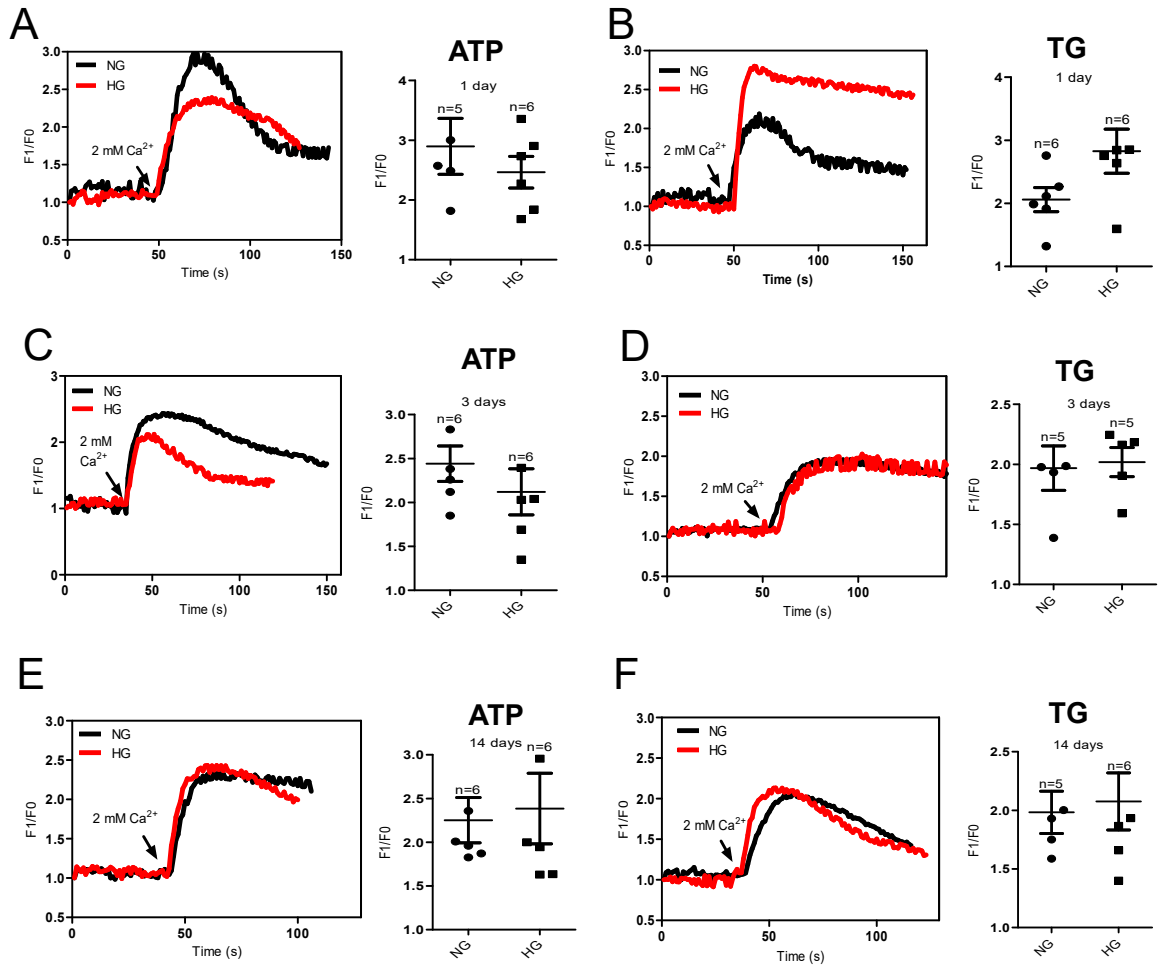 A
ATP
NG
HG
2 mM Ca²⁺
F1/F0
3.0
2.5
2.0
1.5
1.0
0.5
0
50
100
150
Time (s)
1 day
n=5
n=6
F1/F0
4
3
2
1
NG
HG
B
TG
NG
HG
2 mM Ca²⁺
F1/F0
3.0
2.5
2.0
1.5
1.0
0.5
0
50
100
150
Time (s)
1 day
n=6
n=6
F1/F0
4
3
2
1
NG
HG
C
ATP
NG
HG
2 mM
Ca²⁺
F1/F0
3
2
1
0
0
50
100
150
Time (s)
3 days
n=6
n=6
F1/F0
3.0
2.5
2.0
1.5
1.0
NG
HG
D
TG
NG
HG
2 mM Ca²⁺
F1/F0
3.0
2.5
2.0
1.5
1.0
0.5
0
50
100
Time (s)
3 days
n=5
n=5
F1/F0
2.5
2.0
1.5
1.0
NG
HG
E
ATP
NG
HG
2 mM Ca²⁺
F1/F0
3.0
2.5
2.0
1.5
1.0
0.5
0
50
100
Time (s)
14 days
n=6
n=6
F1/F0
3.0
2.5
2.0
1.5
1.0
NG
HG
F
TG
NG
HG
2 mM Ca²⁺
F1/F0
3.0
2.5
2.0
1.5
1.0
0.5
0
50
100
Time (s)
14 days
n=5
n=6
F1/F0
2.5
2.0
1.5
1.0
NG
HG